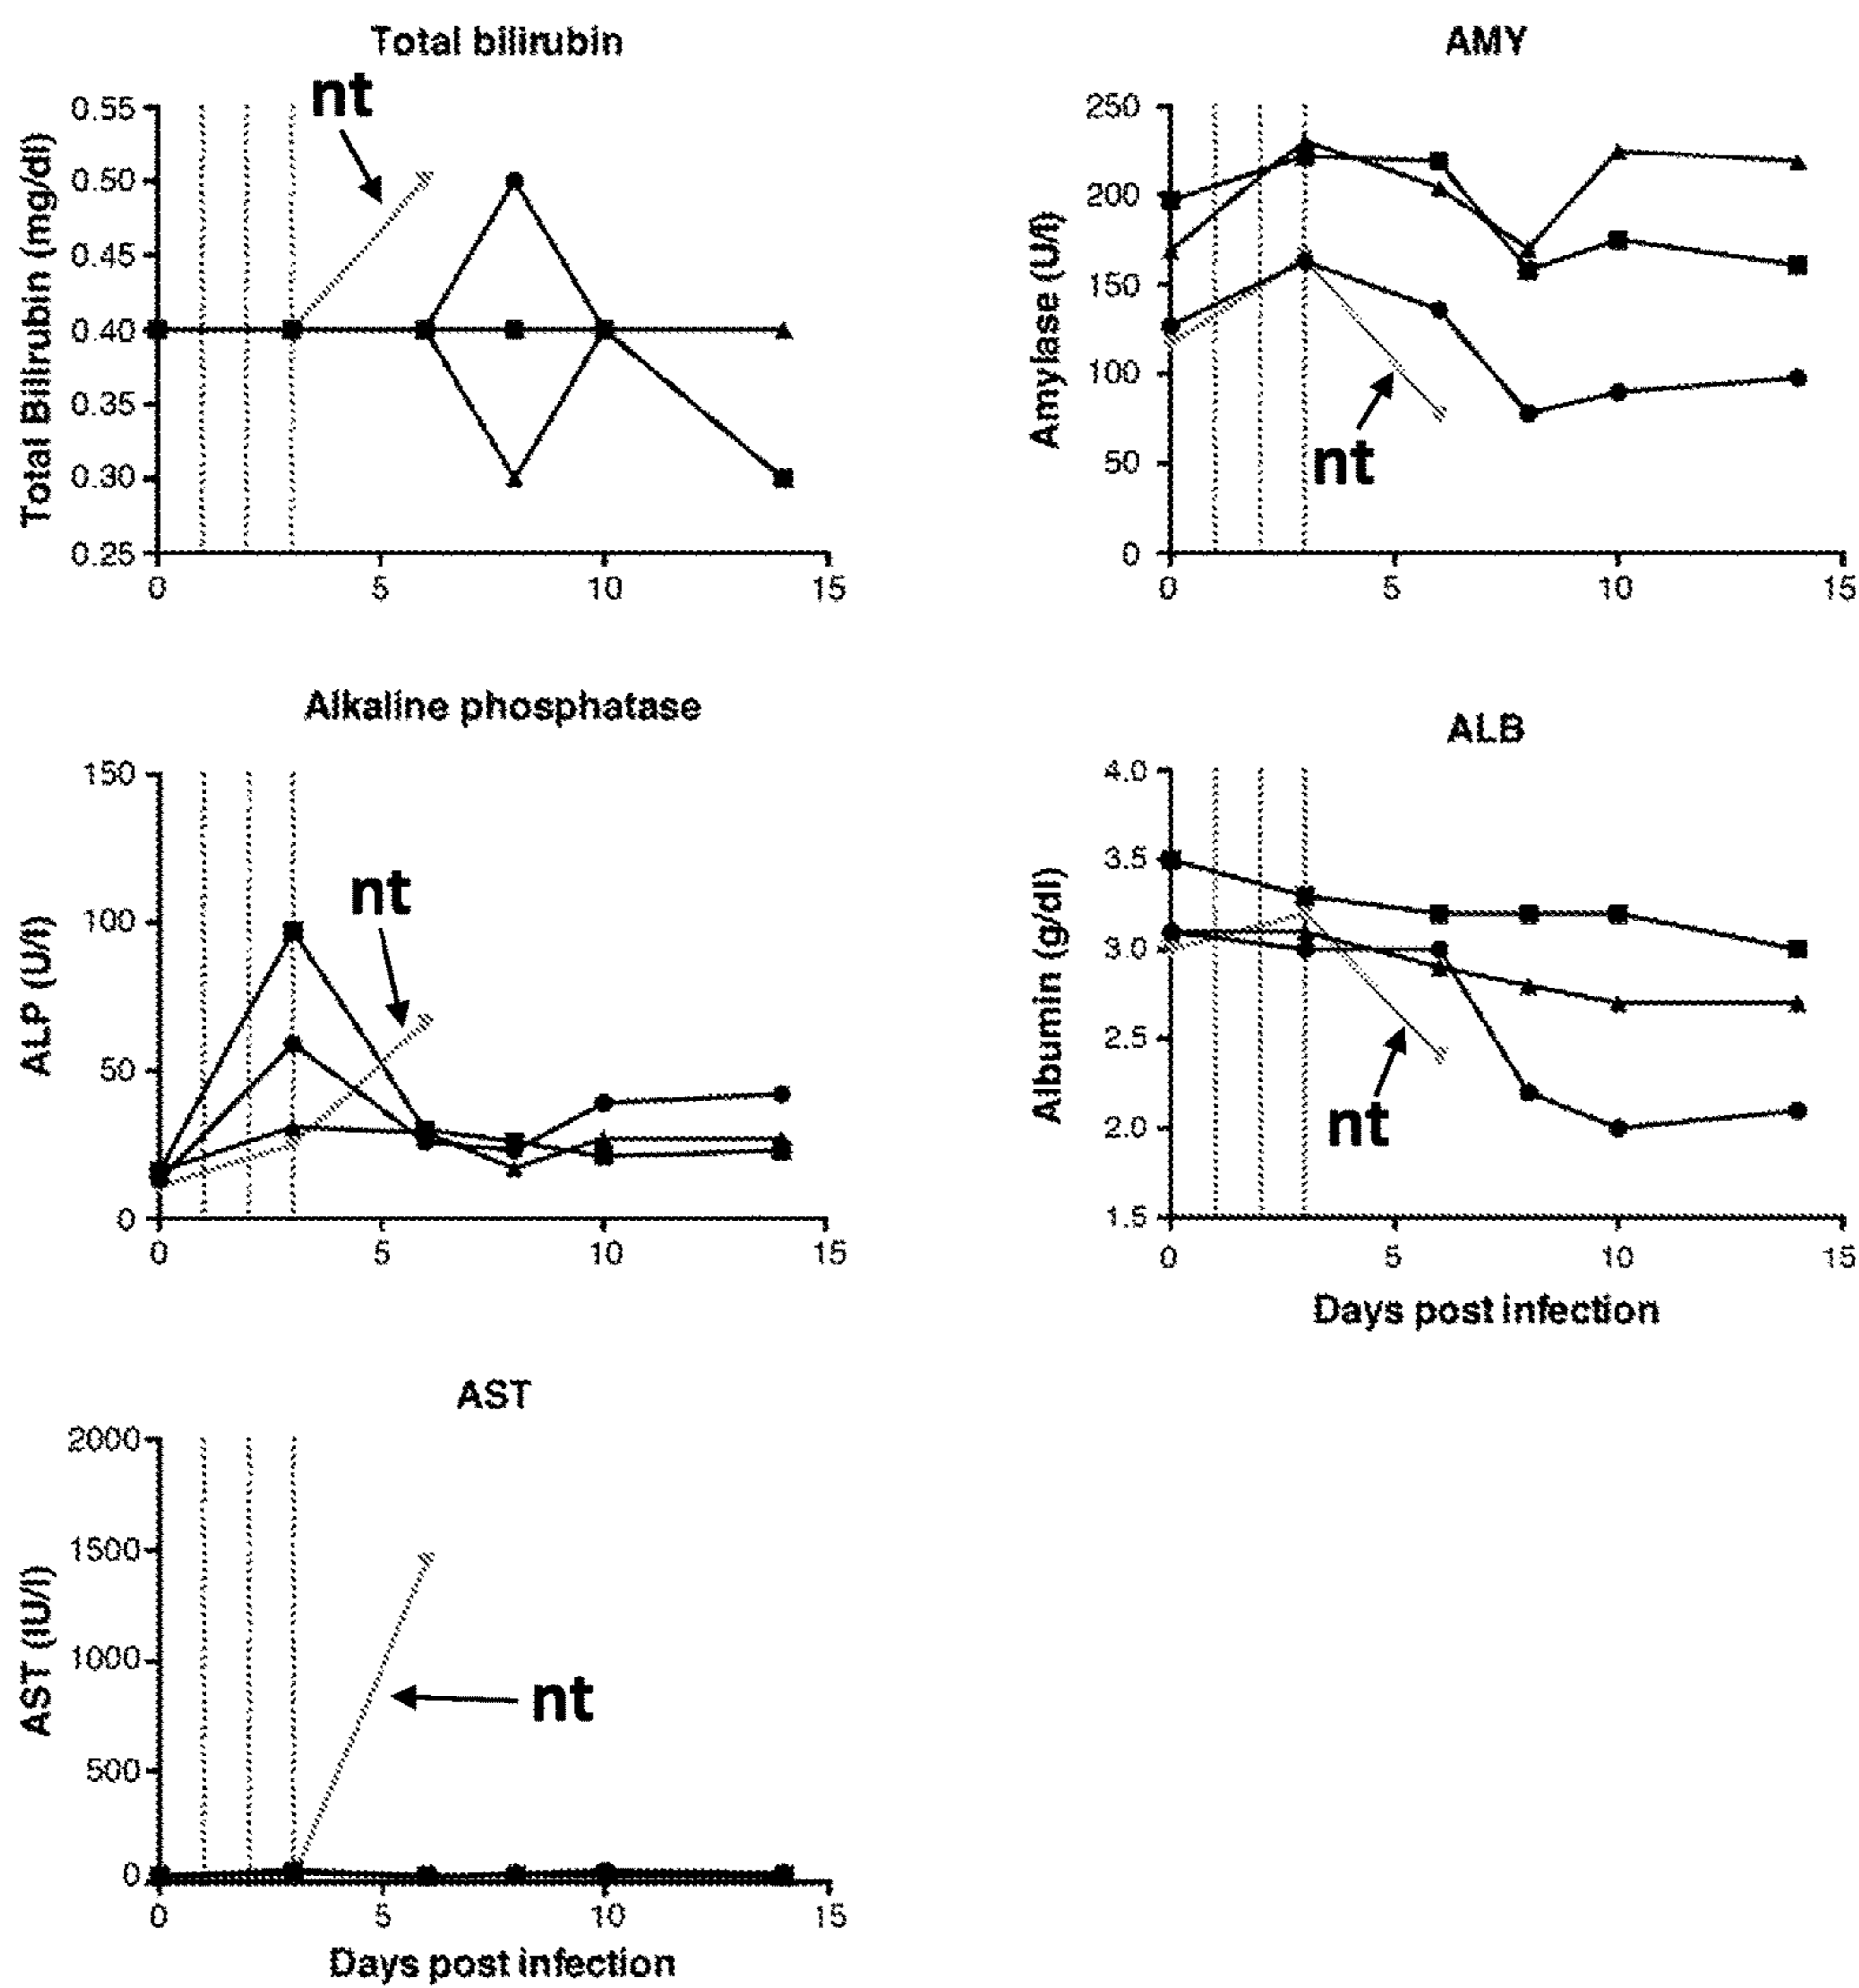 Total bilirubin
nt
Total Bilirubin (mg/dl)
0.55
0.50
0.45
0.40
0.35
0.30
0.25
0 5 10 15
AMY
Amylase (U/l)
250
200
150
100
50
0
nt
0 5 10 15
Alkaline phosphatase
ALP (U/l)
150
100
50
0
nt
0 5 10 15
ALB
Albumin (g/dl)
4.0
3.5
3.0
2.5
2.0
1.5
nt
0 5 10 15
Days post infection
AST
AST (IU/l)
2000
1500
1000
500
0
nt
0 5 10 15
Days post infection